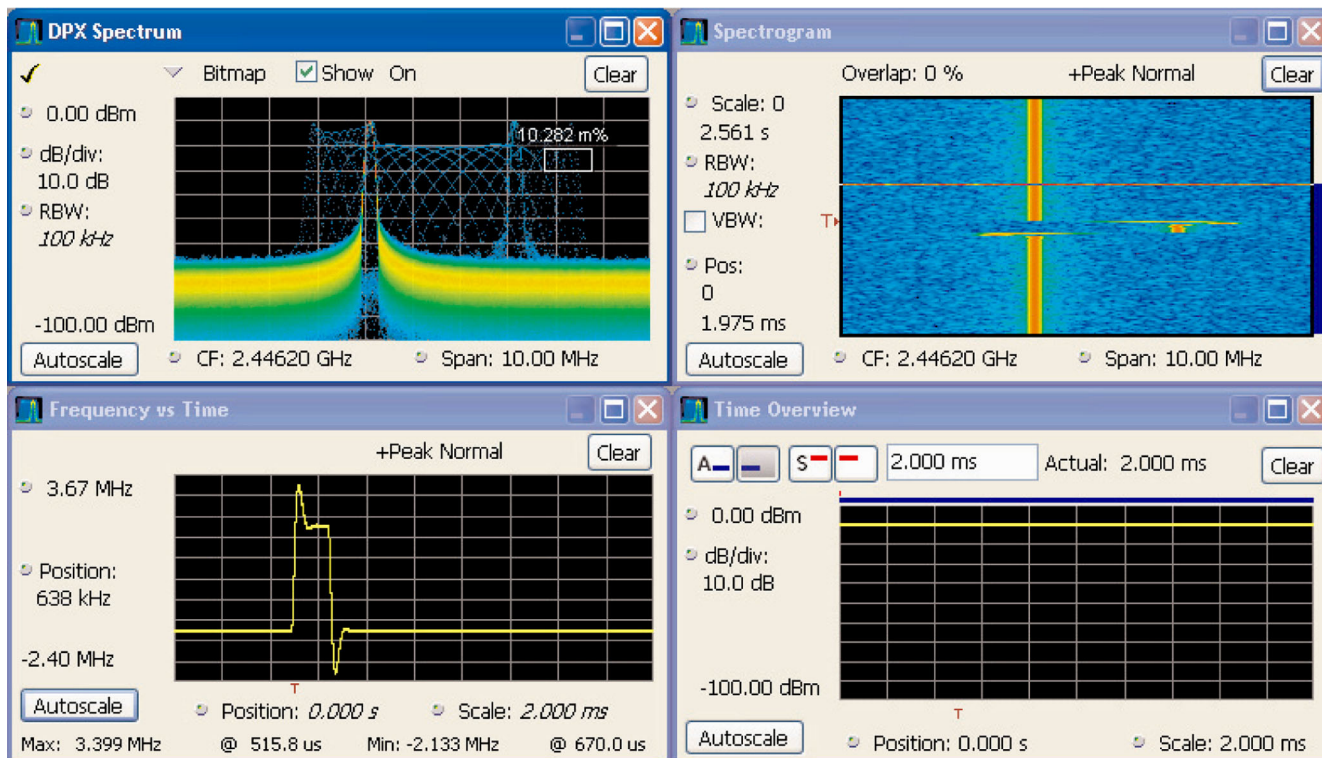 DPX Spectrum
Bitmap Show On Clear
0.00 dBm
dB/div:
10.0 dB
RBW:
100 kHz
10.282 m%
-100.00 dBm
Autoscale CF: 2.44620 GHz Span: 10.00 MHz
Spectrogram
Overlap: 0 % +Peak Normal Clear
Scale: 0
2.561 s
RBW:
100 kHz
VBW:
T
Pos:
0
1.975 ms
Autoscale CF: 2.44620 GHz Span: 10.00 MHz
Frequency vs Time
+Peak Normal Clear
3.67 MHz
Position:
638 kHz
-2.40 MHz
T
Autoscale Position: 0.000 s Scale: 2.000 ms
Max: 3.399 MHz @ 515.8 us Min: -2.133 MHz @ 670.0 us
Time Overview
A S 2.000 ms Actual: 2.000 ms Clear
0.00 dBm
dB/div:
10.0 dB
-100.00 dBm
T
Autoscale Position: 0.000 s Scale: 2.000 ms